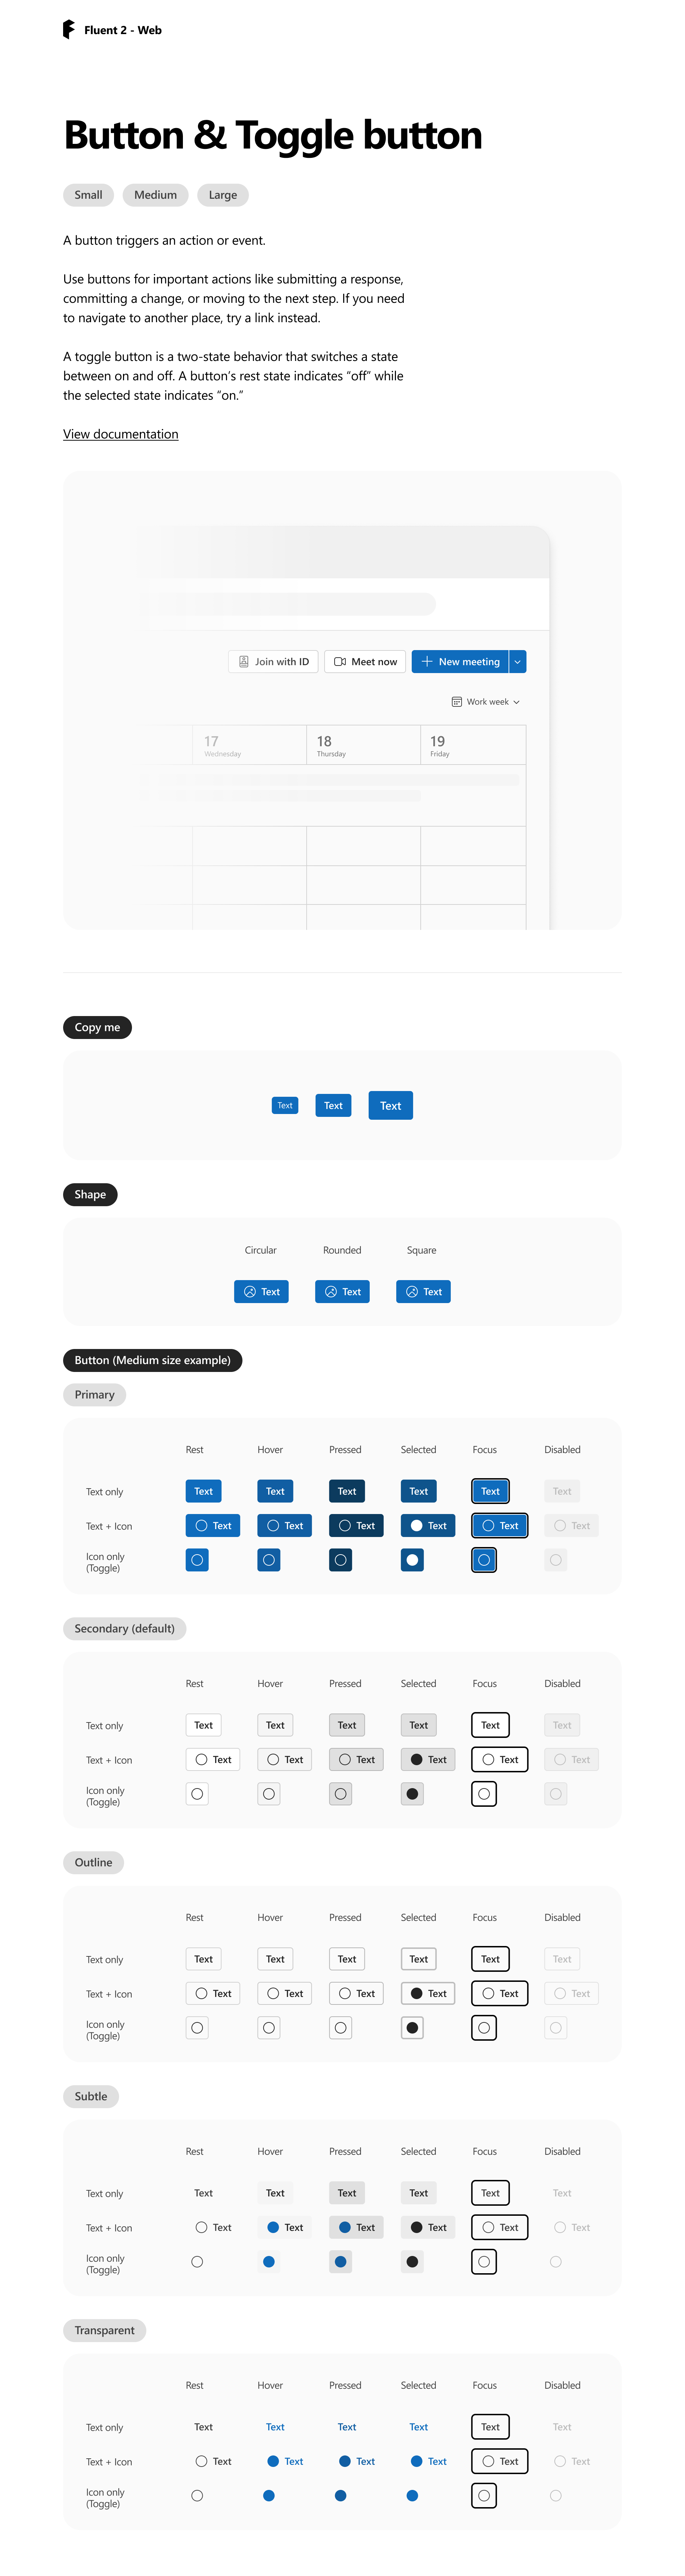 Fluent 2 - Web
Button & Toggle button
Small Medium Large
A button triggers an action or event.
Use buttons for important actions like submitting a response,
committing a change, or moving to the next step. If you need
to navigate to another place, try a link instead.
A toggle button is a two-state behavior that switches a state
between on and off. A button’s rest state indicates “off” while
the selected state indicates “on.”
View documentation
Join with ID Meet now New meeting
Work week
17 18 19
Wednesday Thursday Friday
Copy me
Text Text Text
Shape
Circular Rounded Square
Text Text Text
Button (Medium size example)
Primary
Rest Hover Pressed Selected Focus Disabled
Text only Text Text Text Text Text Text
Text + Icon Text Text Text Text Text Text
Icon only
(Toggle)
Secondary (default)
Rest Hover Pressed Selected Focus Disabled
Text only Text Text Text Text Text Text
Text + Icon Text Text Text Text Text Text
Icon only
(Toggle)
Outline
Rest Hover Pressed Selected Focus Disabled
Text only Text Text Text Text Text Text
Text + Icon Text Text Text Text Text Text
Icon only
(Toggle)
Subtle
Rest Hover Pressed Selected Focus Disabled
Text only Text Text Text Text Text Text
Text + Icon Text Text Text Text Text Text
Icon only
(Toggle)
Transparent
Rest Hover Pressed Selected Focus Disabled
Text only Text Text Text Text Text Text
Text + Icon Text Text Text Text Text Text
Icon only
(Toggle)